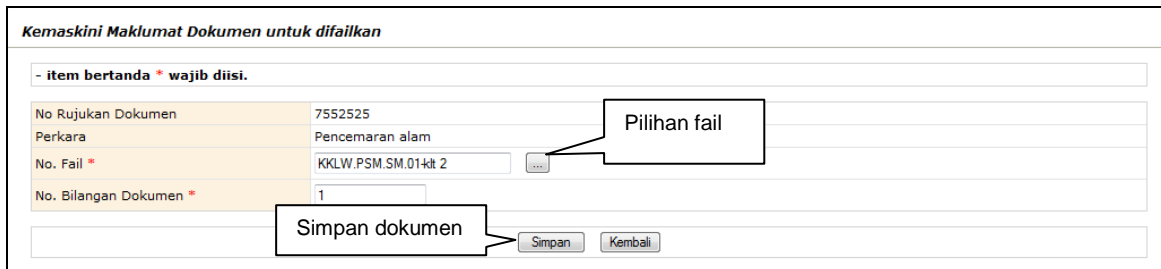 Kemaskini Maklumat Dokumen untuk difailkan
- item bertanda * wajib diisi.
No Rujukan Dokumen 7552525
Pilihan fail
Perkara Pencemaran alam
No. Fail * KKLW.PSM.SM.01-klt 2 ...
No. Bilangan Dokumen * 1
Simpan dokumen
Simpan Kembali